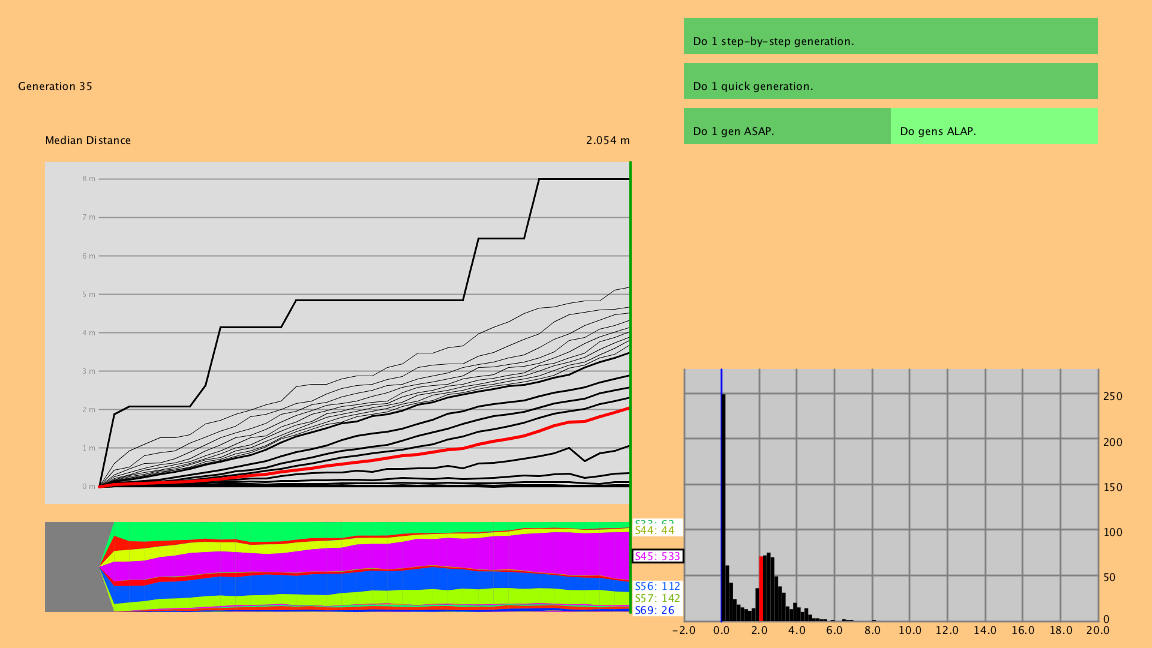 Do 1 step-by-step generation.
Generation 35
Do 1 quick generation.
Do 1 gen ASAP.
Do gens ALAP.
Median Distance
2.054 m
8 m
7 m
6 m
5 m
4 m
3 m
2 m
1 m
0 m
S44: 44
S45: 533
S56: 112
S57: 142
S69: 26
250
200
150
100
50
0
-2.0 0.0 2.0 4.0 6.0 8.0 10.0 12.0 14.0 16.0 18.0 20.0